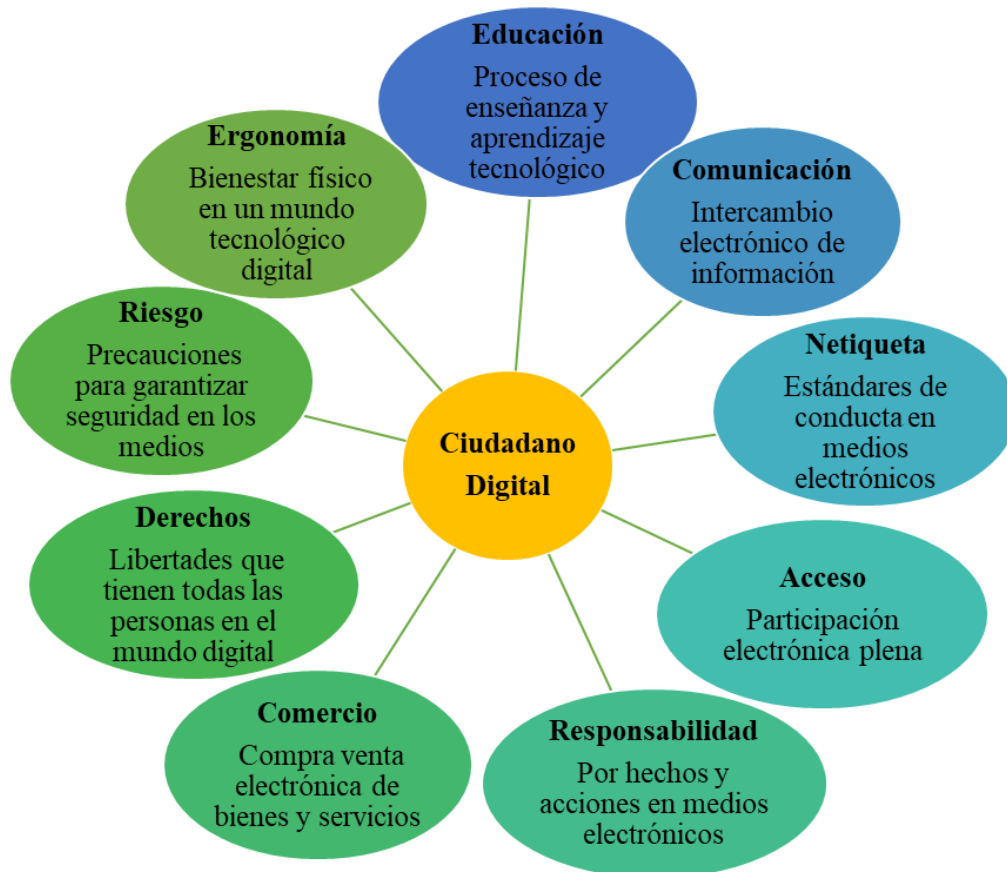 Educación
Proceso de
enseñanza y
aprendizaje
tecnológico
Comunicación
Intercambio
electrónico de
información
Netiqueta
Estándares de
conducta en
medios
electrónicos
Acceso
Participación
electrónica plena
Responsabilidad
Por hechos y
acciones en medios
electrónicos
Comercio
Compra venta
electrónica de
bienes y servicios
Derechos
Libertades que
tienen todas las
personas en el
mundo digital
Riesgo
Precauciones
para garantizar
seguridad en los
medios
Ergonomía
Bienestar físico
en un mundo
tecnológico
digital
Ciudadano
Digital